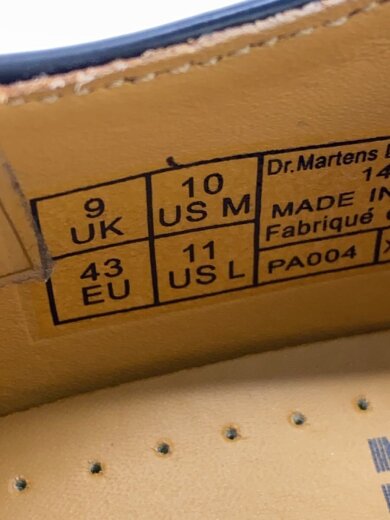 9
UK
10
US M
43
EU
11
US L
Dr.Martens
14
MADE IN
Fabriqué
PA004